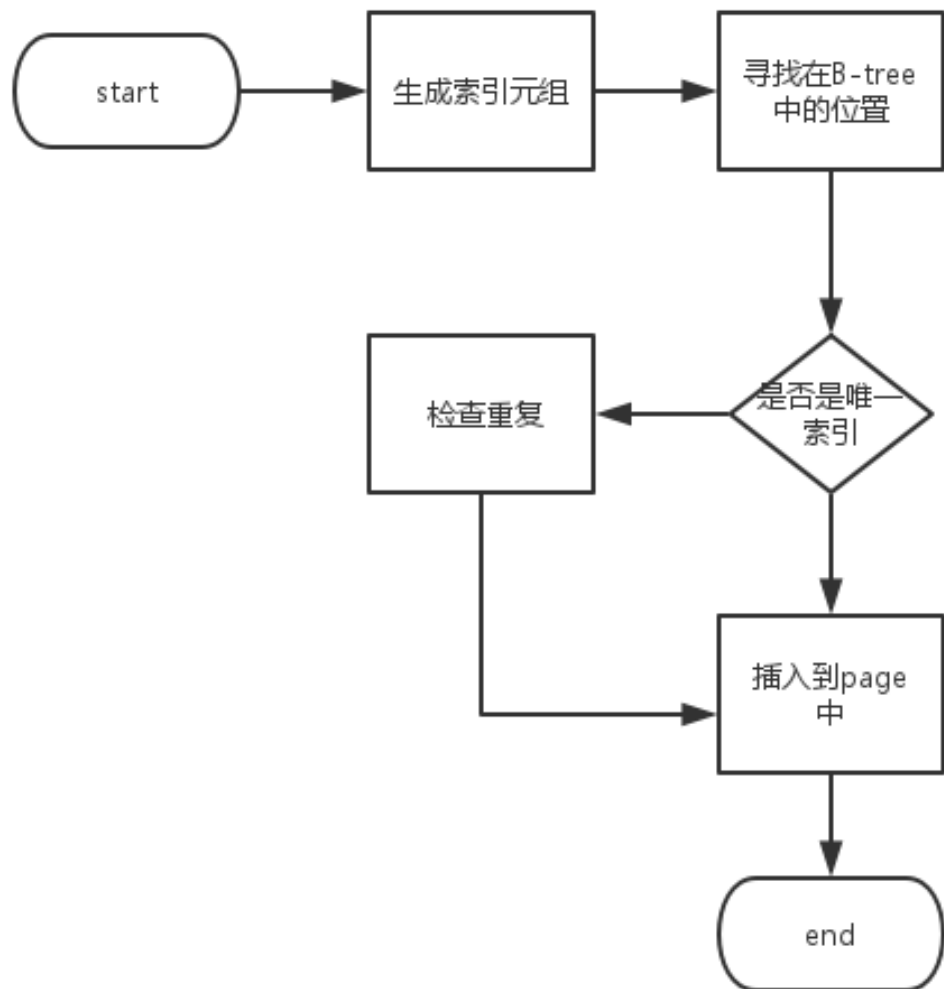 start
生成索引元组
寻找在B-tree
中的位置
检查重复
是否是唯一
索引
插入到page
中
end